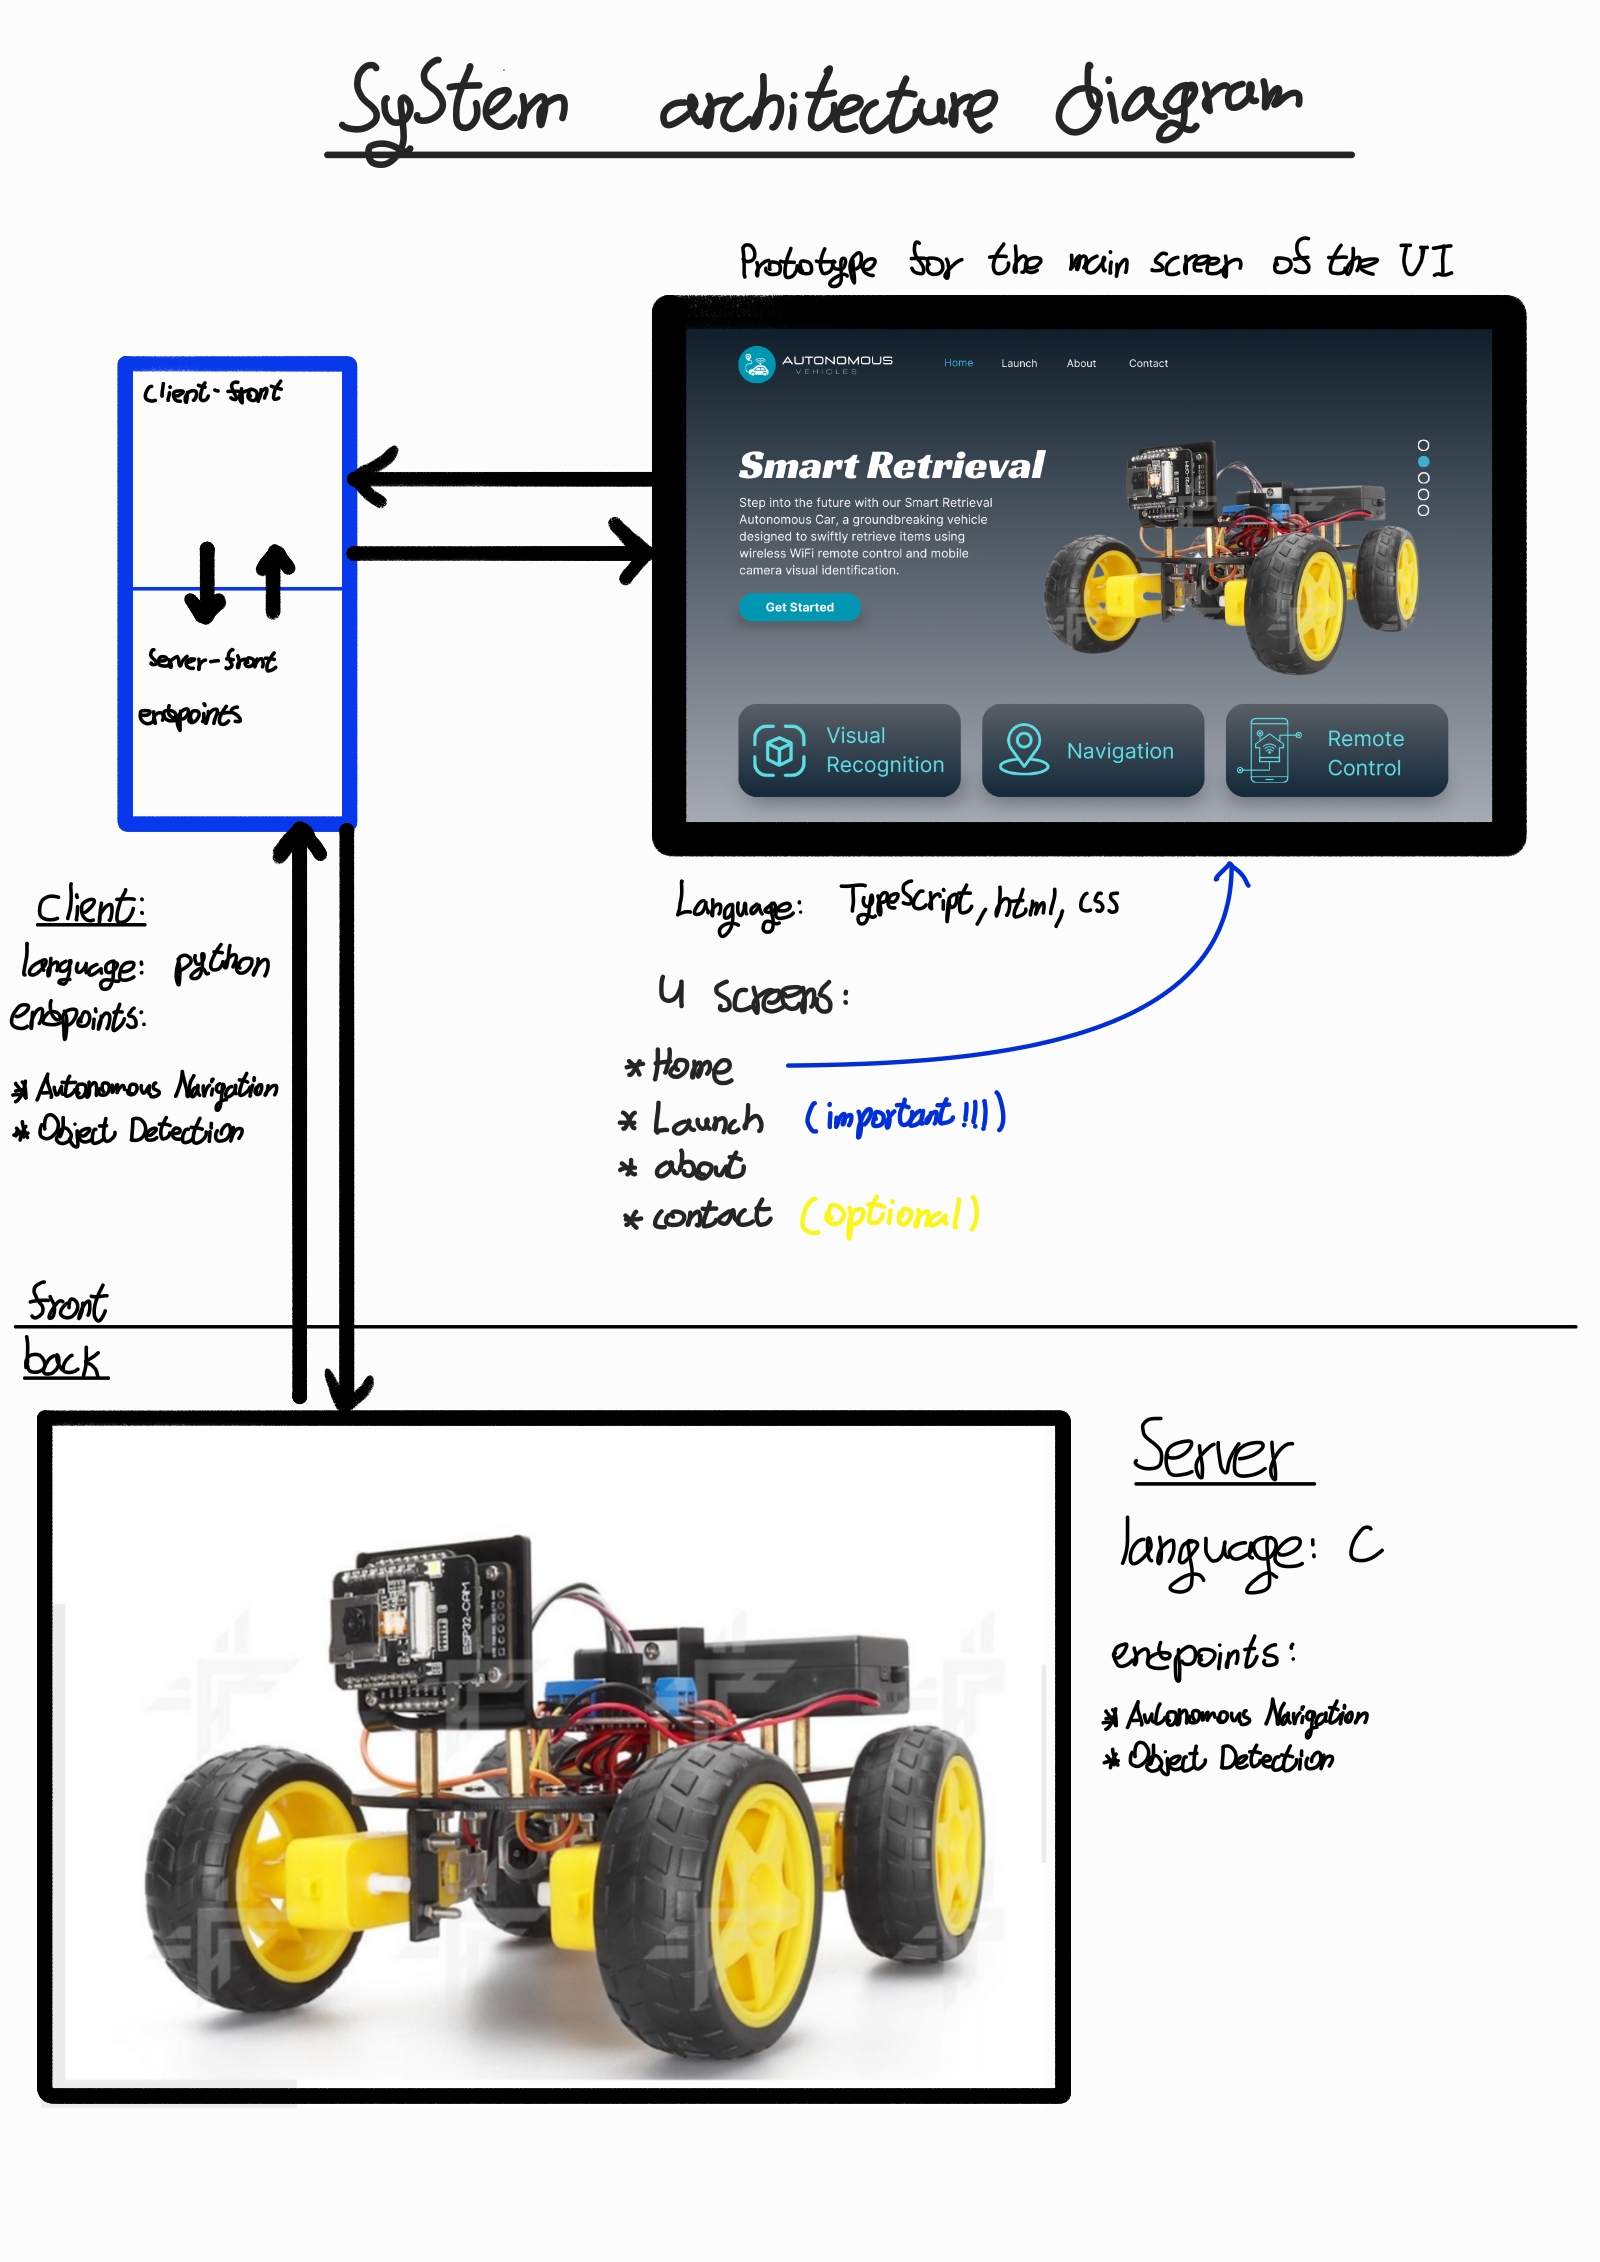 System architecture diagram
Prototype for the main screen of the UI
AUTONOMOUS
VEHICLES
Home Launch About Contact
Smart Retrieval
Step into the future with our Smart Retrieval
Autonomous Car, a groundbreaking vehicle
designed to swiftly retrieve items using
wireless WiFi remote control and mobile
camera visual identification.
Get Started
ESP32-CAM
Visual
Recognition
Navigation
Remote
Control
Client-front
Server-front
endpoints
Client:
language: python
endpoints:
* Autonomous Navigation
* Object Detection
Language: TypeScript, html, css
4 screens:
* Home
* Launch (important!!!)
* about
* contact (optional)
front
back
ESP32-CAM
Server
language: C
endpoints:
* Autonomous Navigation
* Object Detection